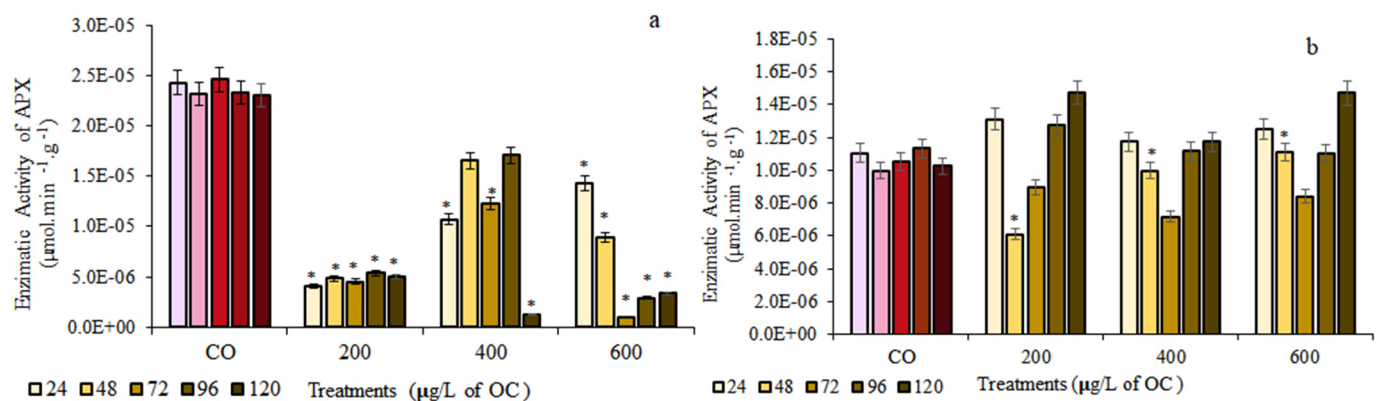 a
Enzimatic Activity of APX
(µmol.min -1.g -1)
3.0E-05
2.5E-05
2.0E-05
1.5E-05
1.0E-05
5.0E-06
0.0E+00
* * * * *
* * *
* * * * *
CO 200 400 600
24 48 72 96 120
Treatments (µg/L of OC)
b
Enzimatic Activity of APX
(µmol.min -1.g-1)
1.8E-05
1.6E-05
1.4E-05
1.2E-05
1.0E-05
8.0E-06
6.0E-06
4.0E-06
2.0E-06
0.0E+00
* * *
CO 200 400 600
24 48 72 96 120
Treatments (µg/L of OC)